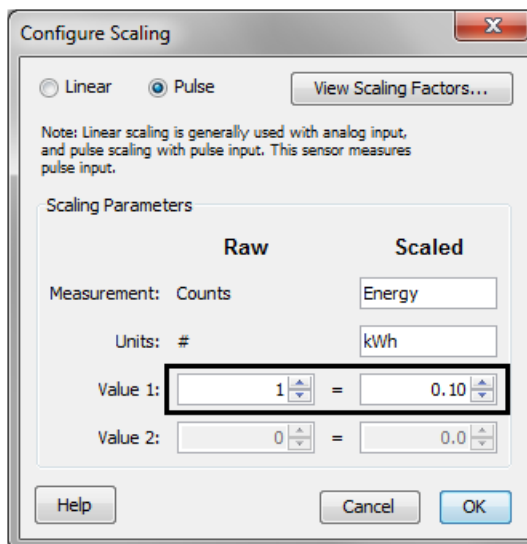 Configure Scaling
Linear Pulse View Scaling Factors...
Note: Linear scaling is generally used with analog input,
and pulse scaling with pulse input. This sensor measures
pulse input.
Scaling Parameters
Raw Scaled
Measurement: Counts Energy
Units: # kWh
Value 1: 1 = 0.10
Value 2: 0 = 0.0
Help Cancel OK